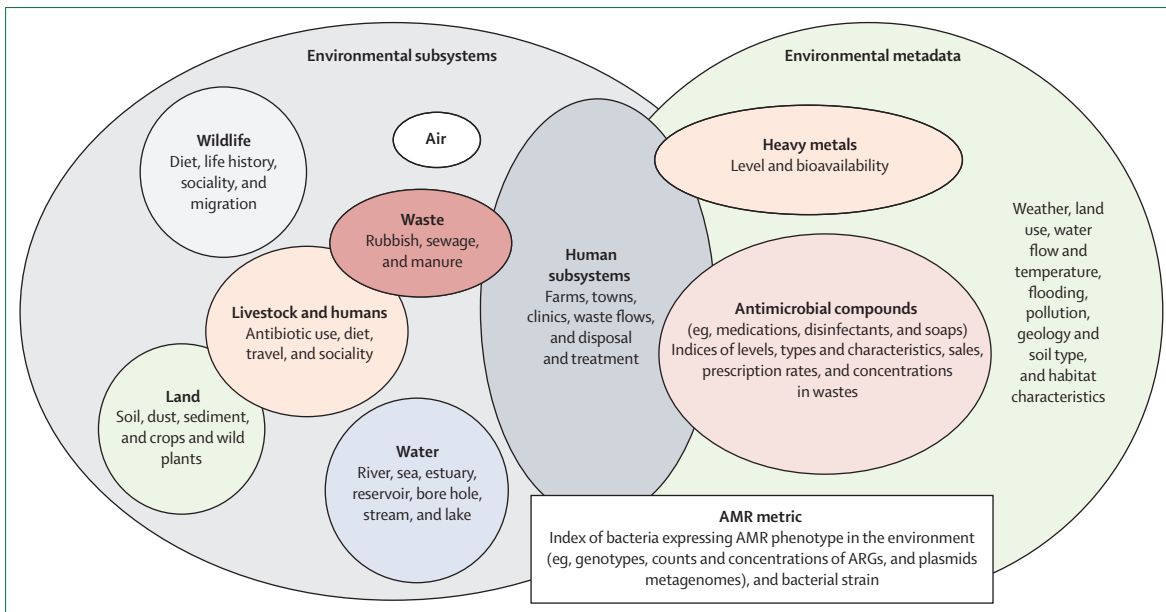 Environmental subsystems
Environmental metadata
Wildlife
Diet, life history,
sociality, and
migration
Air
Heavy metals
Level and bioavailability
Waste
Rubbish, sewage,
and manure
Human
subsystems
Farms, towns,
clinics, waste flows,
and disposal
and treatment
Weather, land
use, water
flow and
temperature,
flooding,
pollution,
geology and
soil type,
and habitat
characteristics
Livestock and humans
Antibiotic use, diet,
travel, and sociality
Antimicrobial compounds
(eg, medications, disinfectants, and soaps)
Indices of levels, types and characteristics, sales,
prescription rates, and concentrations
in wastes
Land
Soil, dust, sediment,
and crops and wild
plants
Water
River, sea, estuary,
reservoir, bore hole,
stream, and lake
AMR metric
Index of bacteria expressing AMR phenotype in the environment
(eg, genotypes, counts and concentrations of ARGs, and plasmids
metagenomes), and bacterial strain